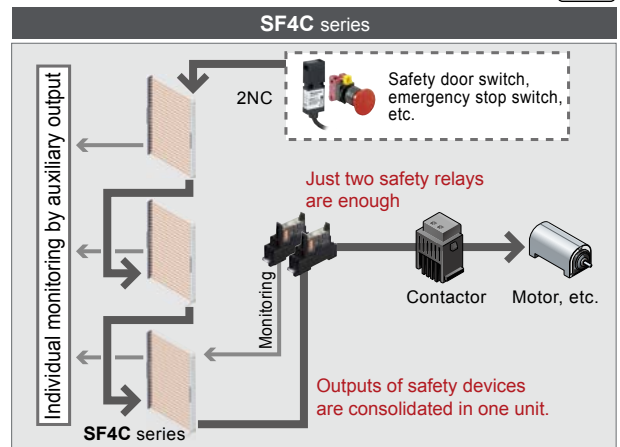 SF4C series
Individual monitoring by auxiliary output
2NC
Safety door switch,
emergency stop switch,
etc.
Just two safety relays
are enough
Monitoring
Contactor
Motor, etc.
Outputs of safety devices
are consolidated in one unit.
SF4C series